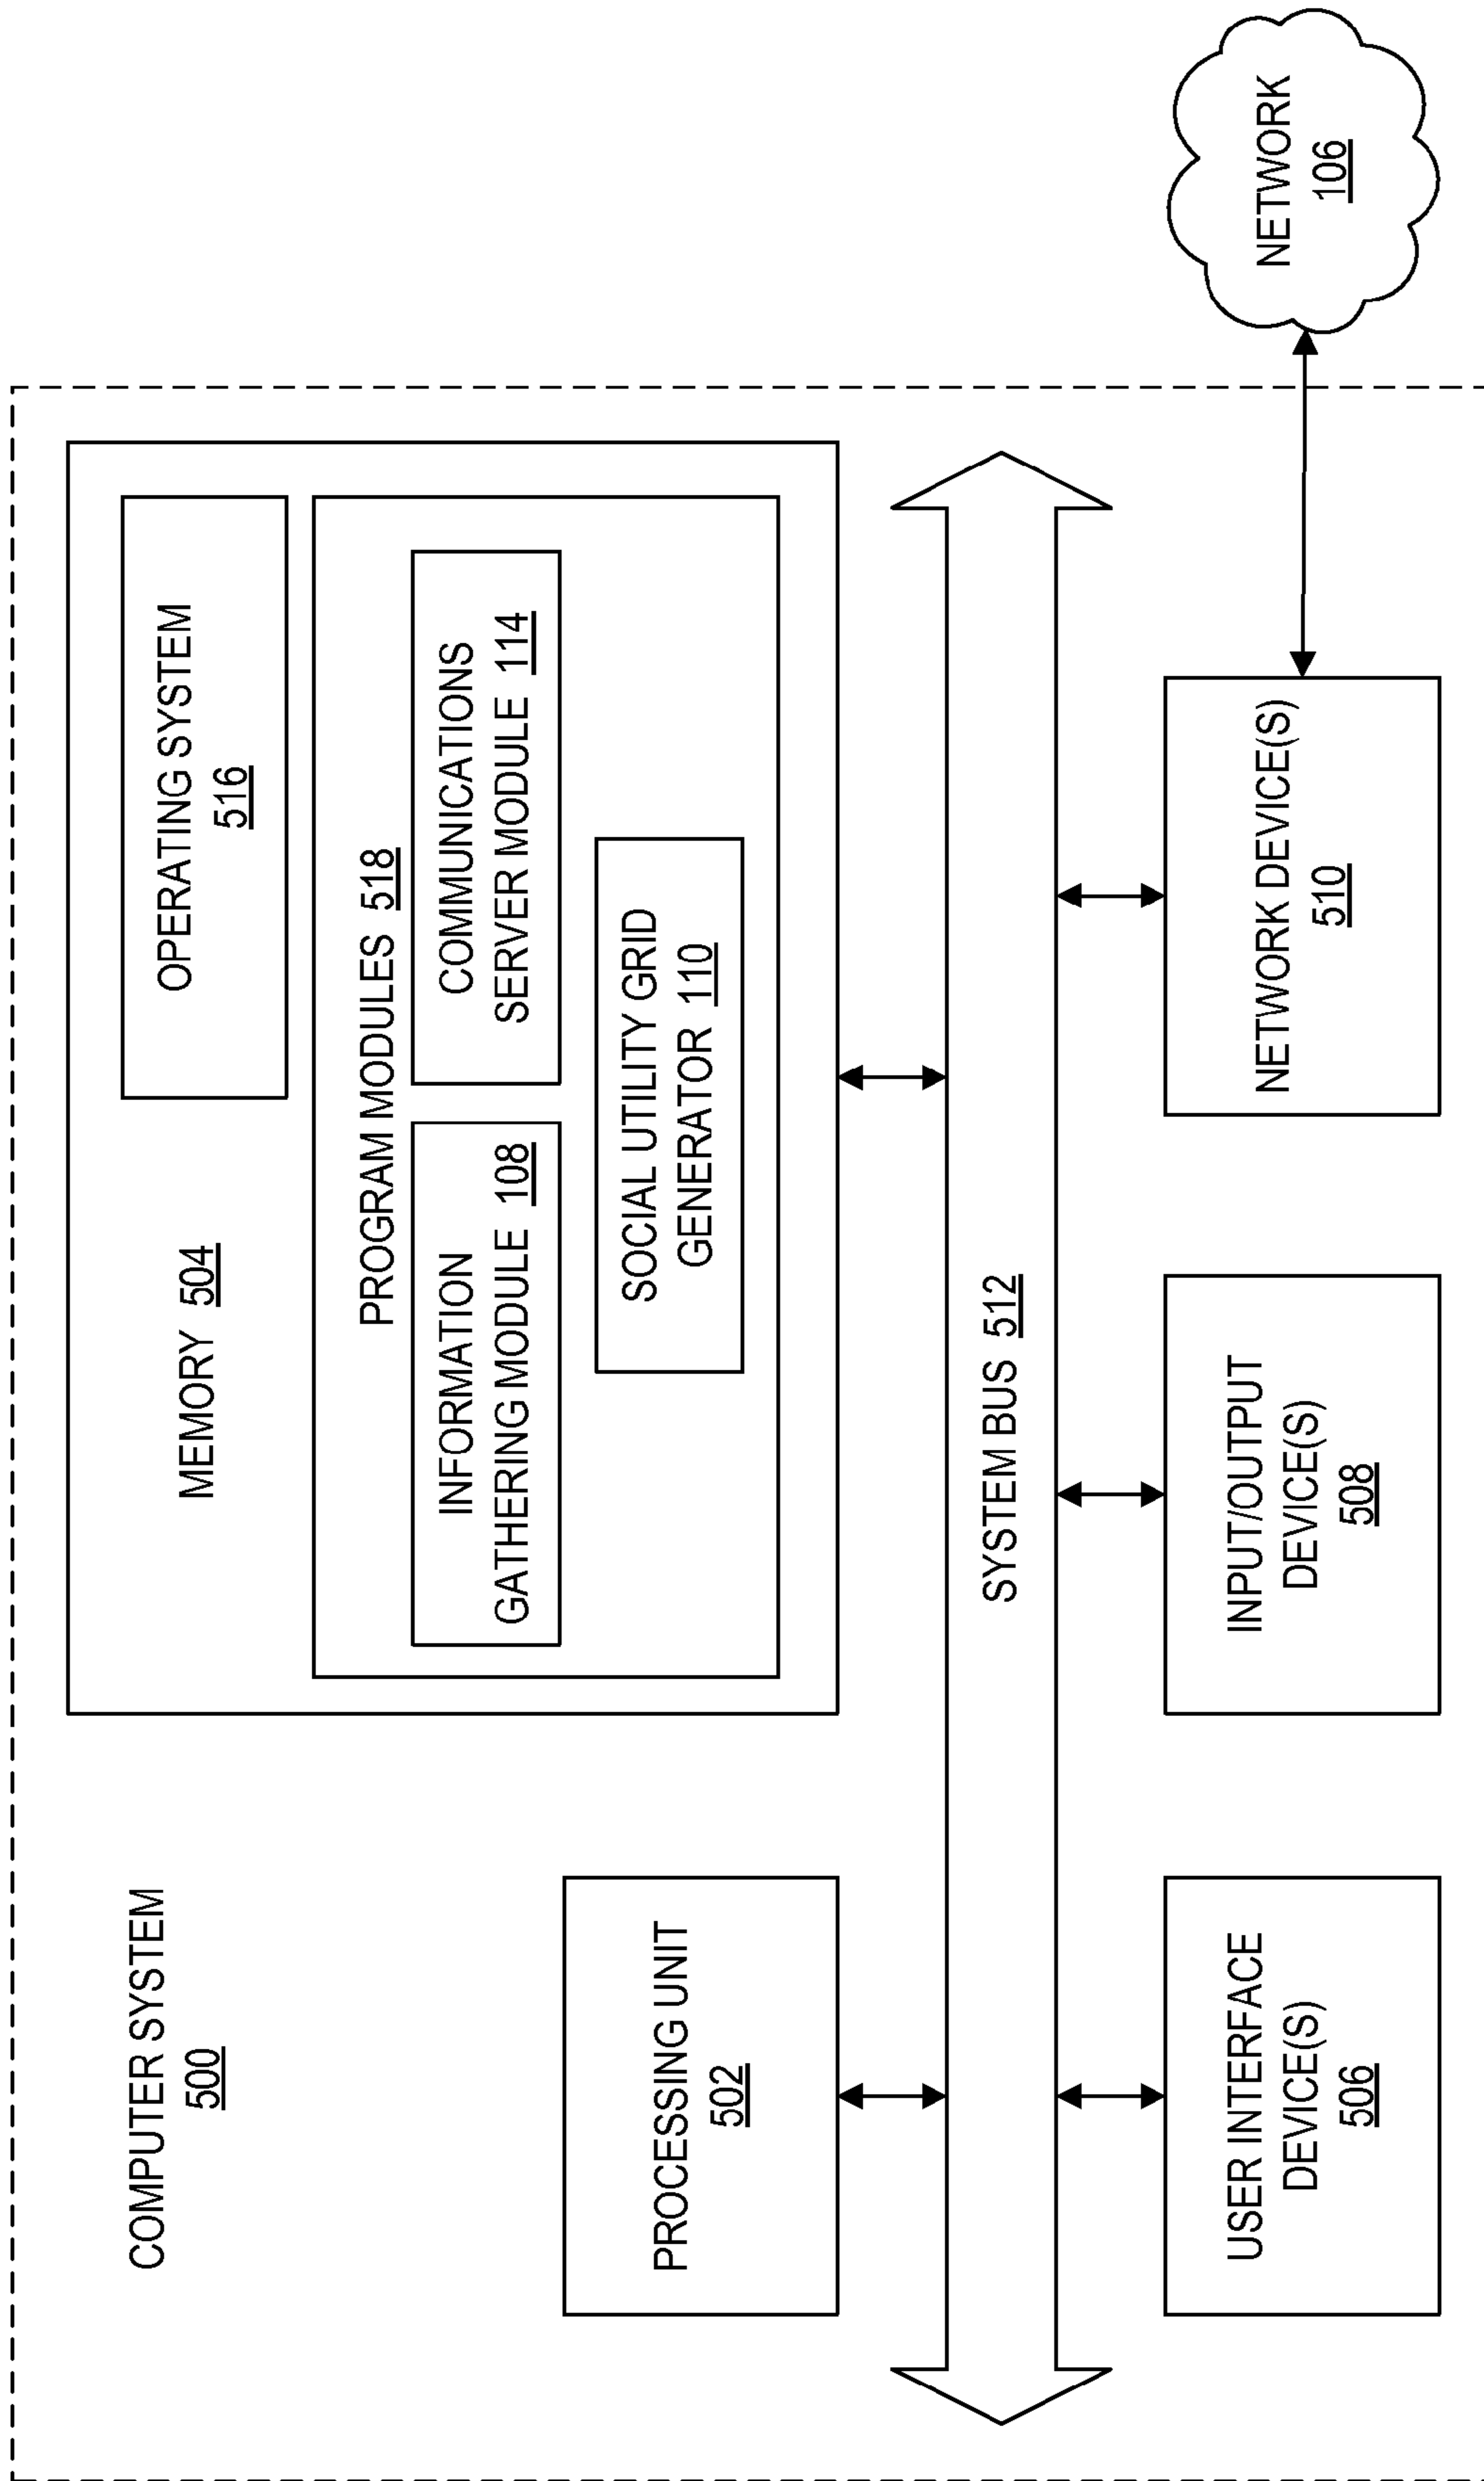 COMPUTER SYSTEM
500
PROCESSING UNIT
502
MEMORY 504
OPERATING SYSTEM
516
PROGRAM MODULES 518
INFORMATION
GATHERING MODULE 108
COMMUNICATIONS
SERVER MODULE 114
SOCIAL UTILITY GRID
GENERATOR 110
SYSTEM BUS 512
USER INTERFACE
DEVICE(S)
506
INPUT/OUTPUT
DEVICE(S)
508
NETWORK DEVICE(S)
510
NETWORK
106